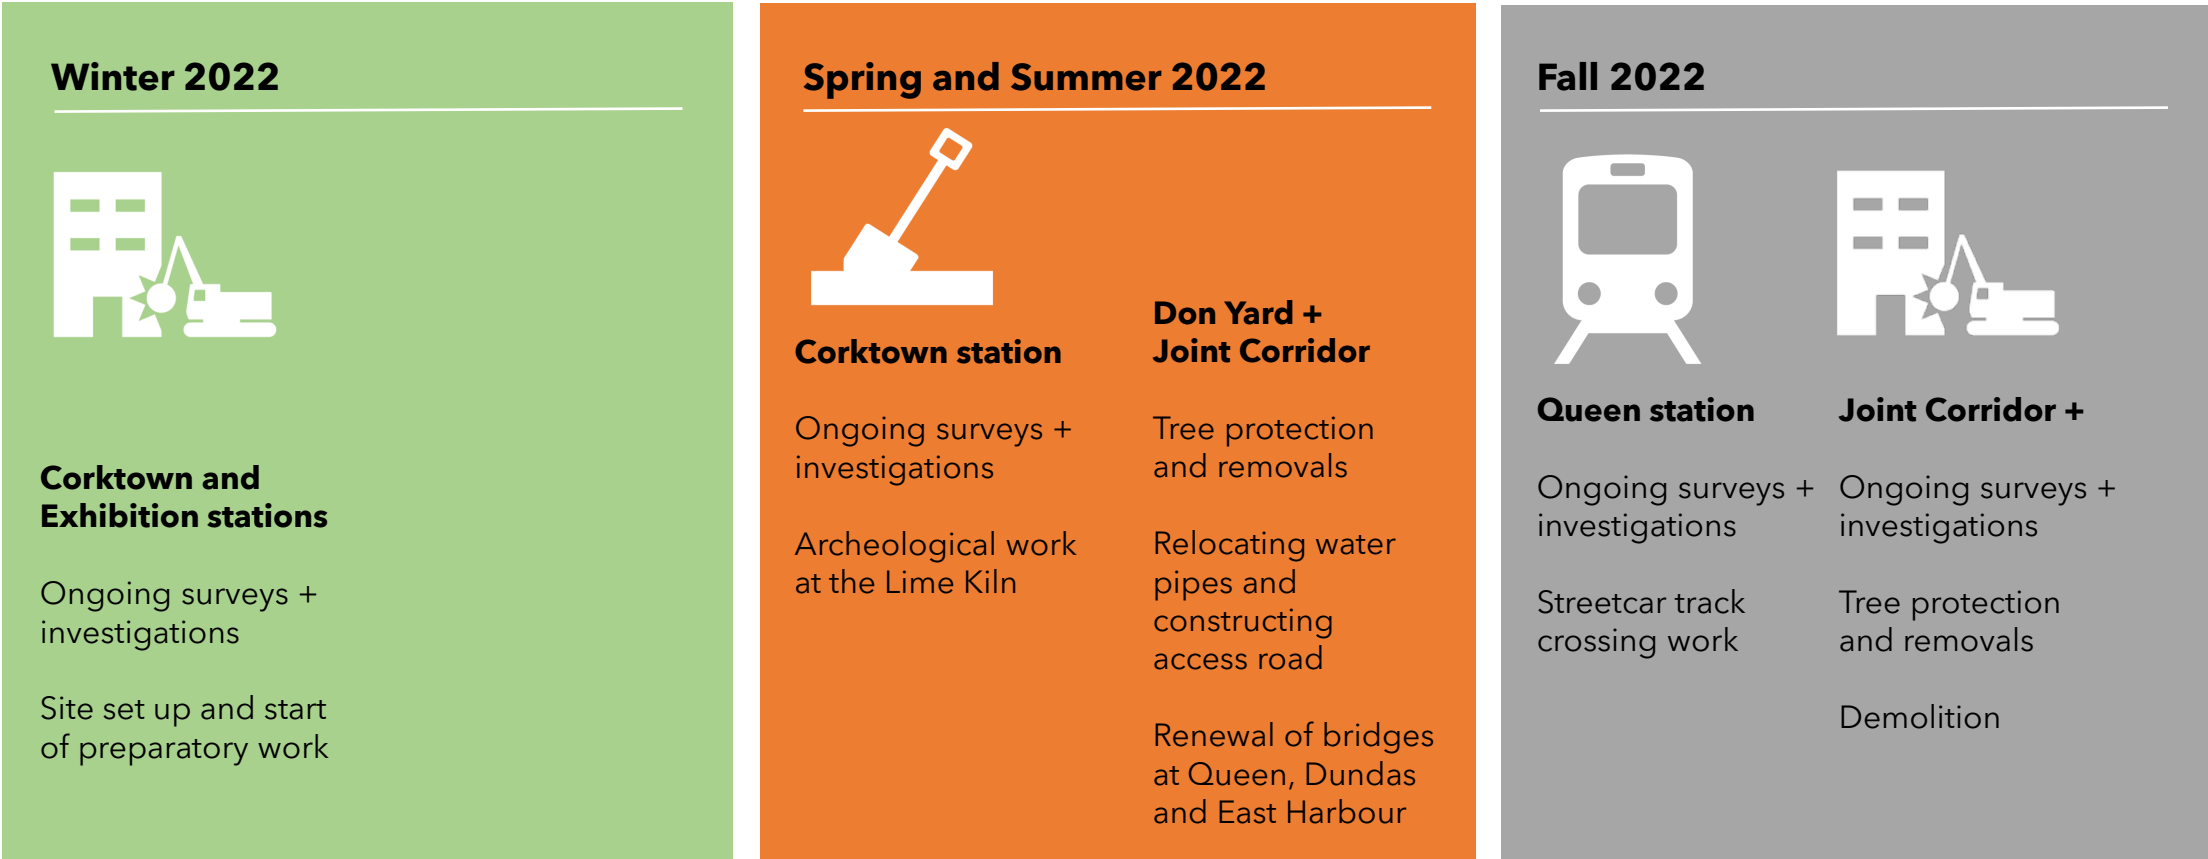 Winter 2022
Corktown and
Exhibition stations
Ongoing surveys +
investigations
Site set up and start
of preparatory work
Spring and Summer 2022
Corktown station
Ongoing surveys +
investigations
Archeological work
at the Lime Kiln
Don Yard +
Joint Corridor
Tree protection
and removals
Relocating water
pipes and
constructing
access road
Renewal of bridges
at Queen, Dundas
and East Harbour
Fall 2022
Queen station
Ongoing surveys +
investigations
Streetcar track
crossing work
Joint Corridor +
Ongoing surveys +
investigations
Tree protection
and removals
Demolition